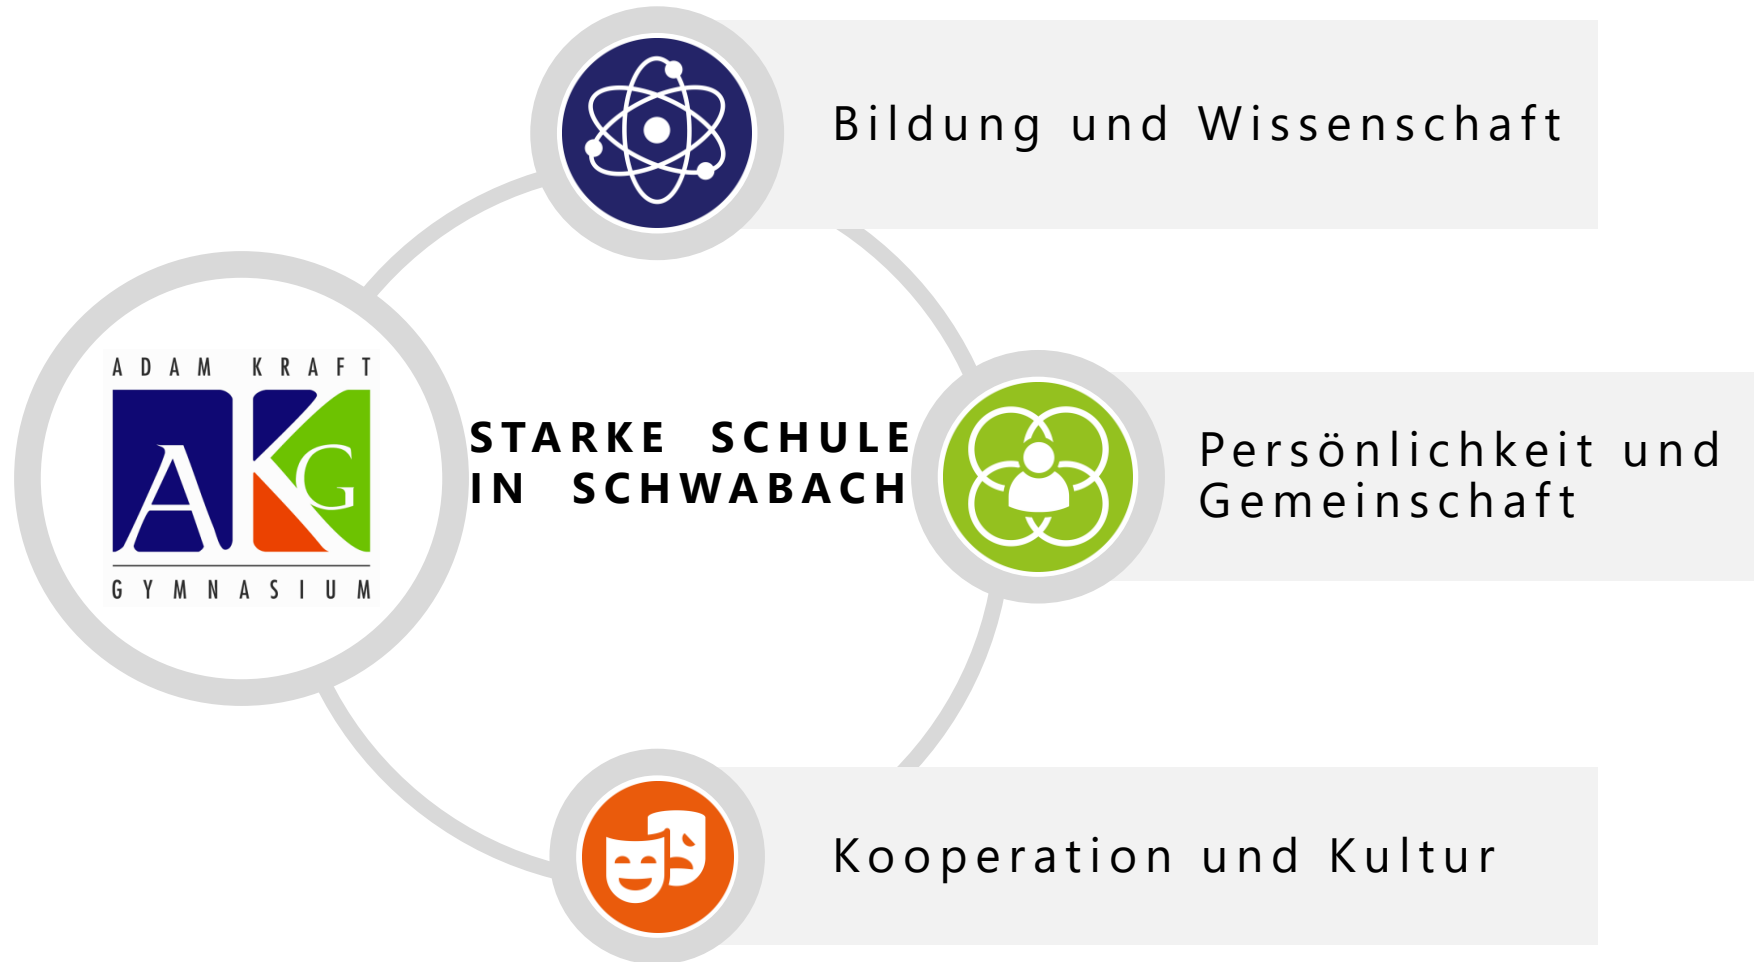 Bildung und Wissenschaft
ADAM KRAFT
AKG
GYMNASIUM
STARKE SCHULE
IN SCHWABACH
Persönlichkeit und
Gemeinschaft
Kooperation und Kultur